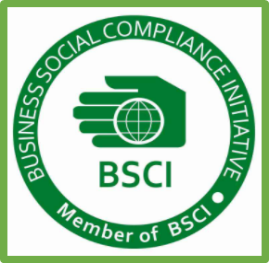 BUSINESS SOCIAL COMPLIANCE INITIATIVE
BSCI
Member of BSCI